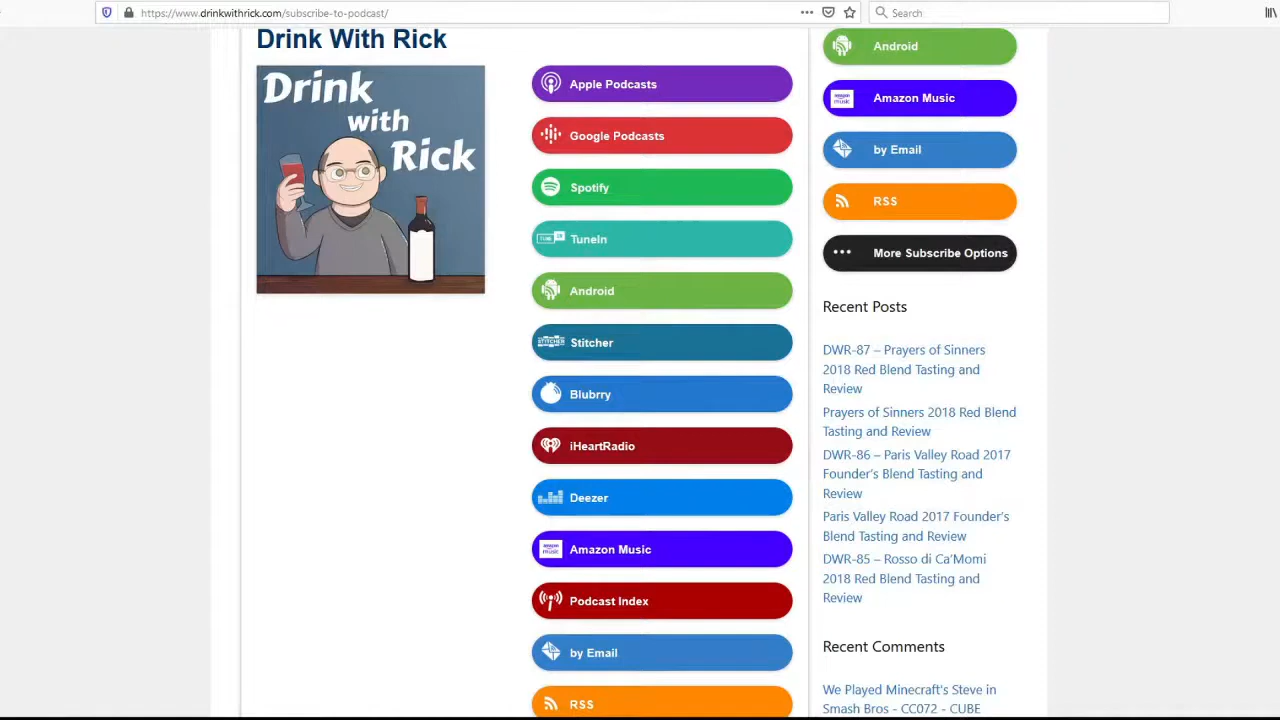 https://www.drinkwithrick.com/subscribe-to-podcast/
Search
Drink With Rick
Drink
with
Rick
Apple Podcasts
Google Podcasts
Spotify
TuneIn
Android
STITCHER
Stitcher
Blubrry
iHeartRadio
Deezer
amazon music
Amazon Music
Podcast Index
by Email
RSS
Android
amazon music
Amazon Music
by Email
RSS
More Subscribe Options
Recent Posts
DWR-87 – Prayers of Sinners
2018 Red Blend Tasting and
Review
Prayers of Sinners 2018 Red Blend
Tasting and Review
DWR-86 – Paris Valley Road 2017
Founder’s Blend Tasting and
Review
Paris Valley Road 2017 Founder’s
Blend Tasting and Review
DWR-85 – Rosso di Ca’Momi
2018 Red Blend Tasting and
Review
Recent Comments
We Played Minecraft's Steve in
Smash Bros - CC072 - CUBE